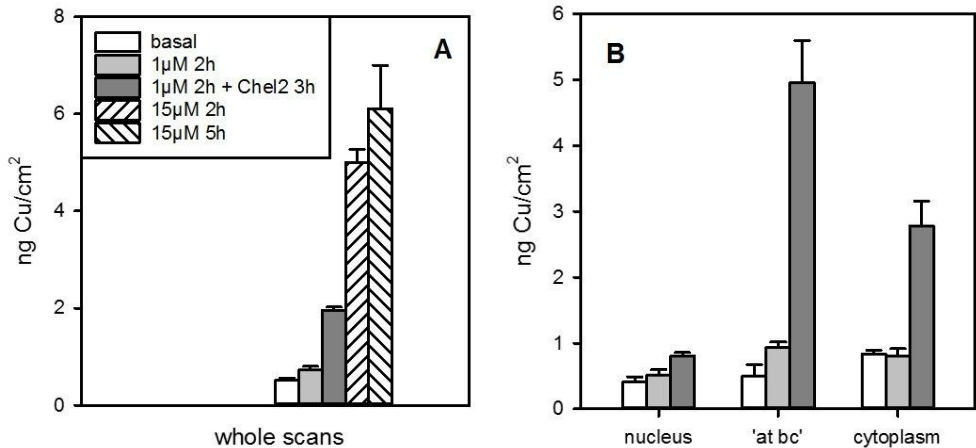 A
basal
1µM 2h
1µM 2h + Chel2 3h
15µM 2h
15µM 5h
8
6
4
2
0
ng Cu/cm²
whole scans
B
6
5
4
3
2
1
0
ng Cu/cm²
nucleus
'at bc'
cytoplasm